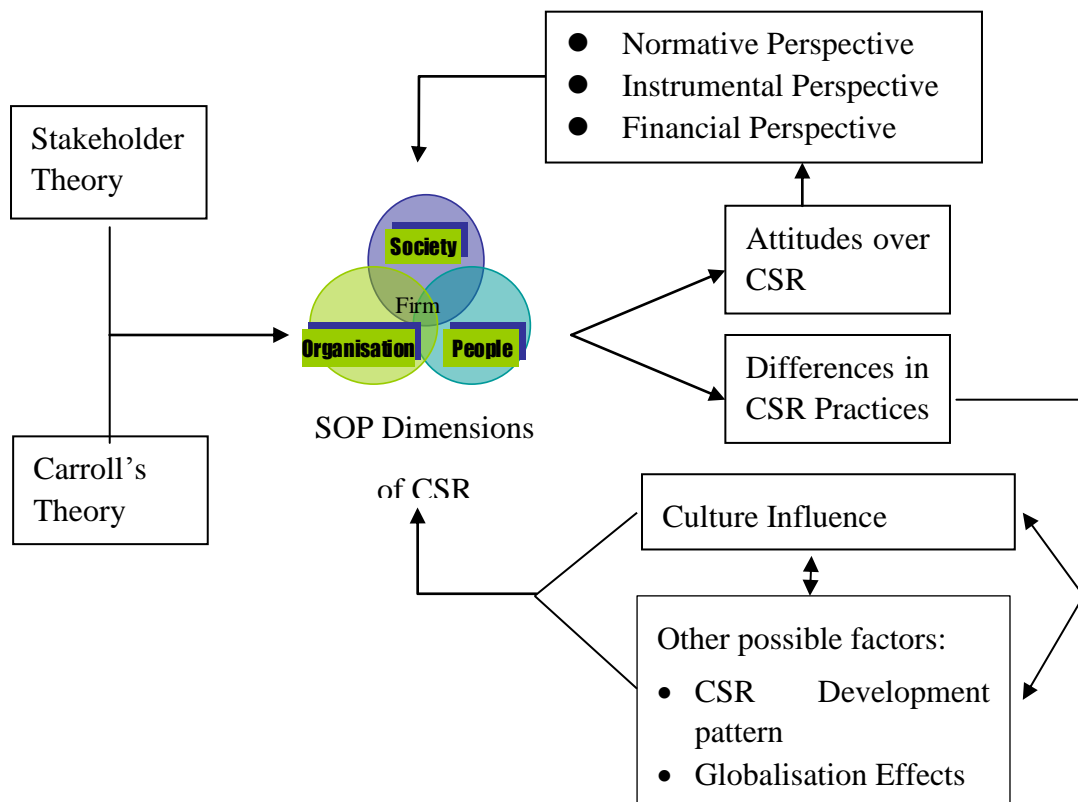 Normative Perspective
Instrumental Perspective
Financial Perspective
Stakeholder
Theory
Society
Firm
Organisation
People
SOP Dimensions
of CSR
Carroll’s
Theory
Attitudes over
CSR
Differences in
CSR Practices
Culture Influence
Other possible factors:
CSR Development
pattern
Globalisation Effects